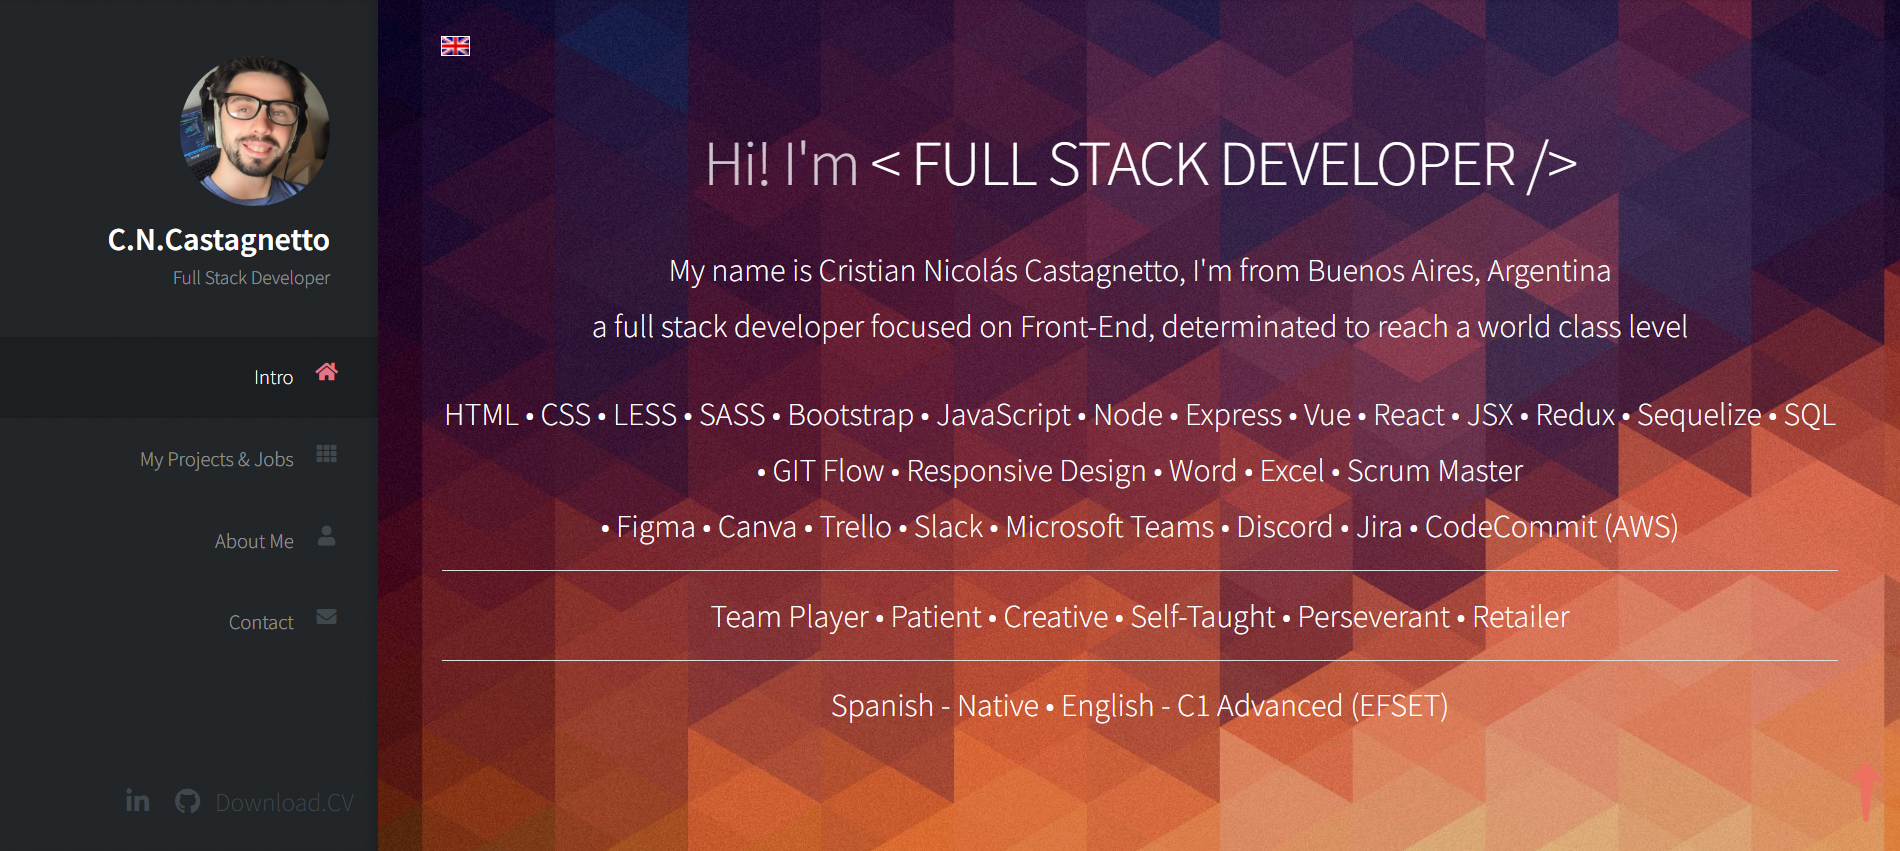 C.N.Castagnetto
Full Stack Developer
Intro
My Projects & Jobs
About Me
Contact
in
Download.CV
Hi! I'm < FULL STACK DEVELOPER />
My name is Cristian Nicolás Castagnetto, I'm from Buenos Aires, Argentina
a full stack developer focused on Front-End, determinated to reach a world class level
HTML • CSS • LESS • SASS • Bootstrap • JavaScript • Node • Express • Vue • React • JSX • Redux • Sequelize • SQL
• GIT Flow • Responsive Design • Word • Excel • Scrum Master
• Figma • Canva • Trello • Slack • Microsoft Teams • Discord • Jira • CodeCommit (AWS)
Team Player • Patient • Creative • Self-Taught • Perseverant • Retailer
Spanish - Native • English - C1 Advanced (EFSET)